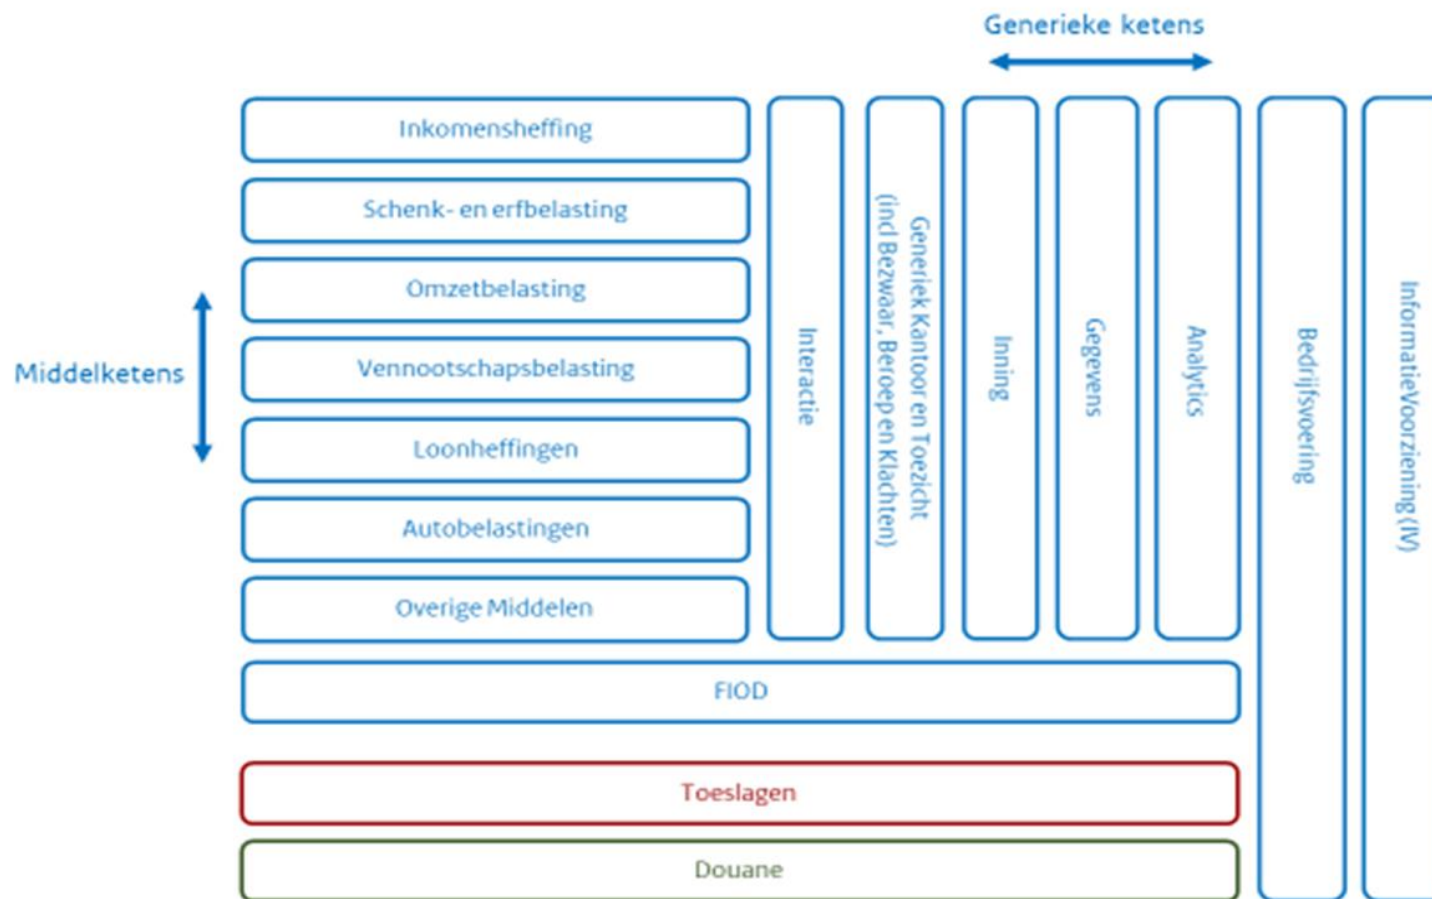 Generieke ketens
Inkomensheffing
Schenk- en erfbelasting
Omzetbelasting
Middelketens
Vennootschapsbelasting
Loonheffingen
Autobelastingen
Overige Middelen
Interactie
Generiek Kantoor en Toezicht
(incl Bezwaar, Beroep en Klachten)
Inning
Gegevens
Analytics
Bedrijfsvoering
InformatieVoorziening (IV)
FIOD
Toeslagen
Douane